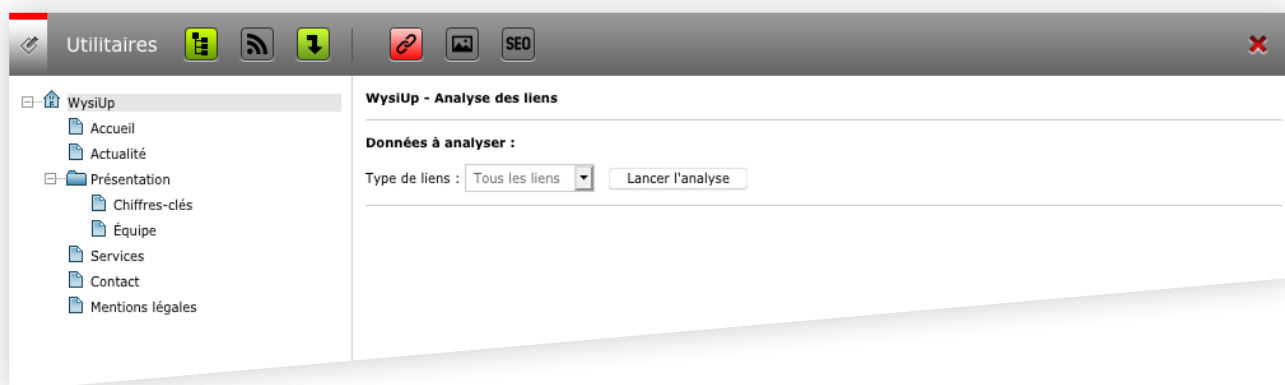 Utilitaires SEO
WysiUp
Accueil
Actualité
Présentation
Chiffres-clés
Équipe
Services
Contact
Mentions légales
WysiUp - Analyse des liens
Données à analyser :
Type de liens : Tous les liens Lancer l'analyse